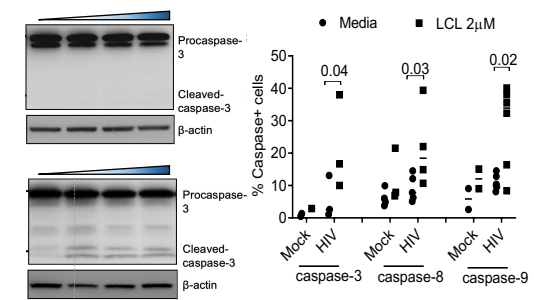 Procaspase-
3
Cleaved-
caspase-3
β-actin
Procaspase-
3
Cleaved-
caspase-3
β-actin
Media
LCL 2μM
% Caspase+ cells
50
40
30
20
10
0
0.04
0.03
0.02
Mock
HIV
Mock
HIV
Mock
HIV
caspase-3
caspase-8
caspase-9